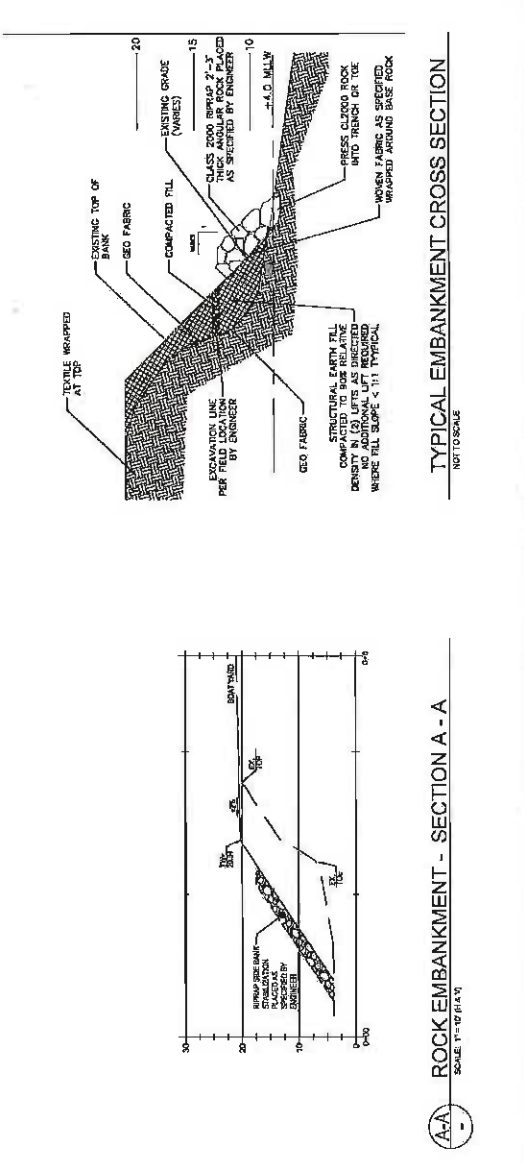 TEXTILE WRAPPED
AT TOP
EXISTING TOP OF
BANK
GEO FABRIC
COMPACTED FILL
EXISTING GRADE
(VARIES)
CLASS 2000 RIPRAP 2'-3'
THICK ANGULAR ROCK PLACED
AS SPECIFIED BY ENGINEER
20
15
10
+4.0 MLLW
1
EXCAVATION LINE
PER FIELD LOCATION
BY ENGINEER
GEO FABRIC
STRUCTURAL EARTH FILL
COMPACTED TO 90% RELATIVE
DENSITY IN (2) LIFTS AS DIRECTED
NO ADDITIONAL LIFT REQUIRED
WHERE FILL SLOPE < 1:1 TYPICAL
PRESS CL2000 ROCK
INTO TRENCH OR TOE
WOVEN FABRIC AS SPECIFIED
WRAPPED AROUND BASE ROCK
TYPICAL EMBANKMENT CROSS SECTION
NOT TO SCALE
30
20
10
0
0+00
BOAT YARD
<2%
EX.
TOP
EX.
TOE
RIPRAP SIDE BANK
STABILIZATION
PLACED AS
SPECIFIED BY
ENGINEER
A-A
-
ROCK EMBANKMENT - SECTION A - A
SCALE: 1" = 10' (H & V)